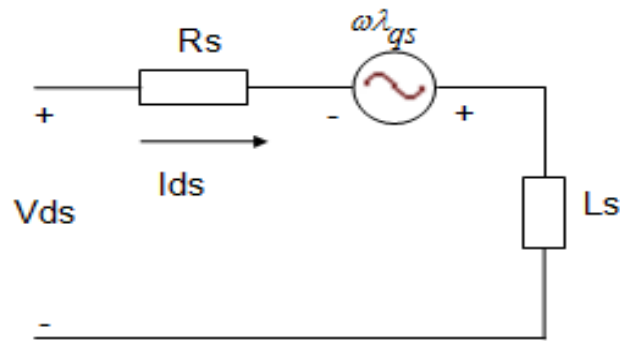 ωλqs
Rs
+ - +
Ids
Vds
Ls
-